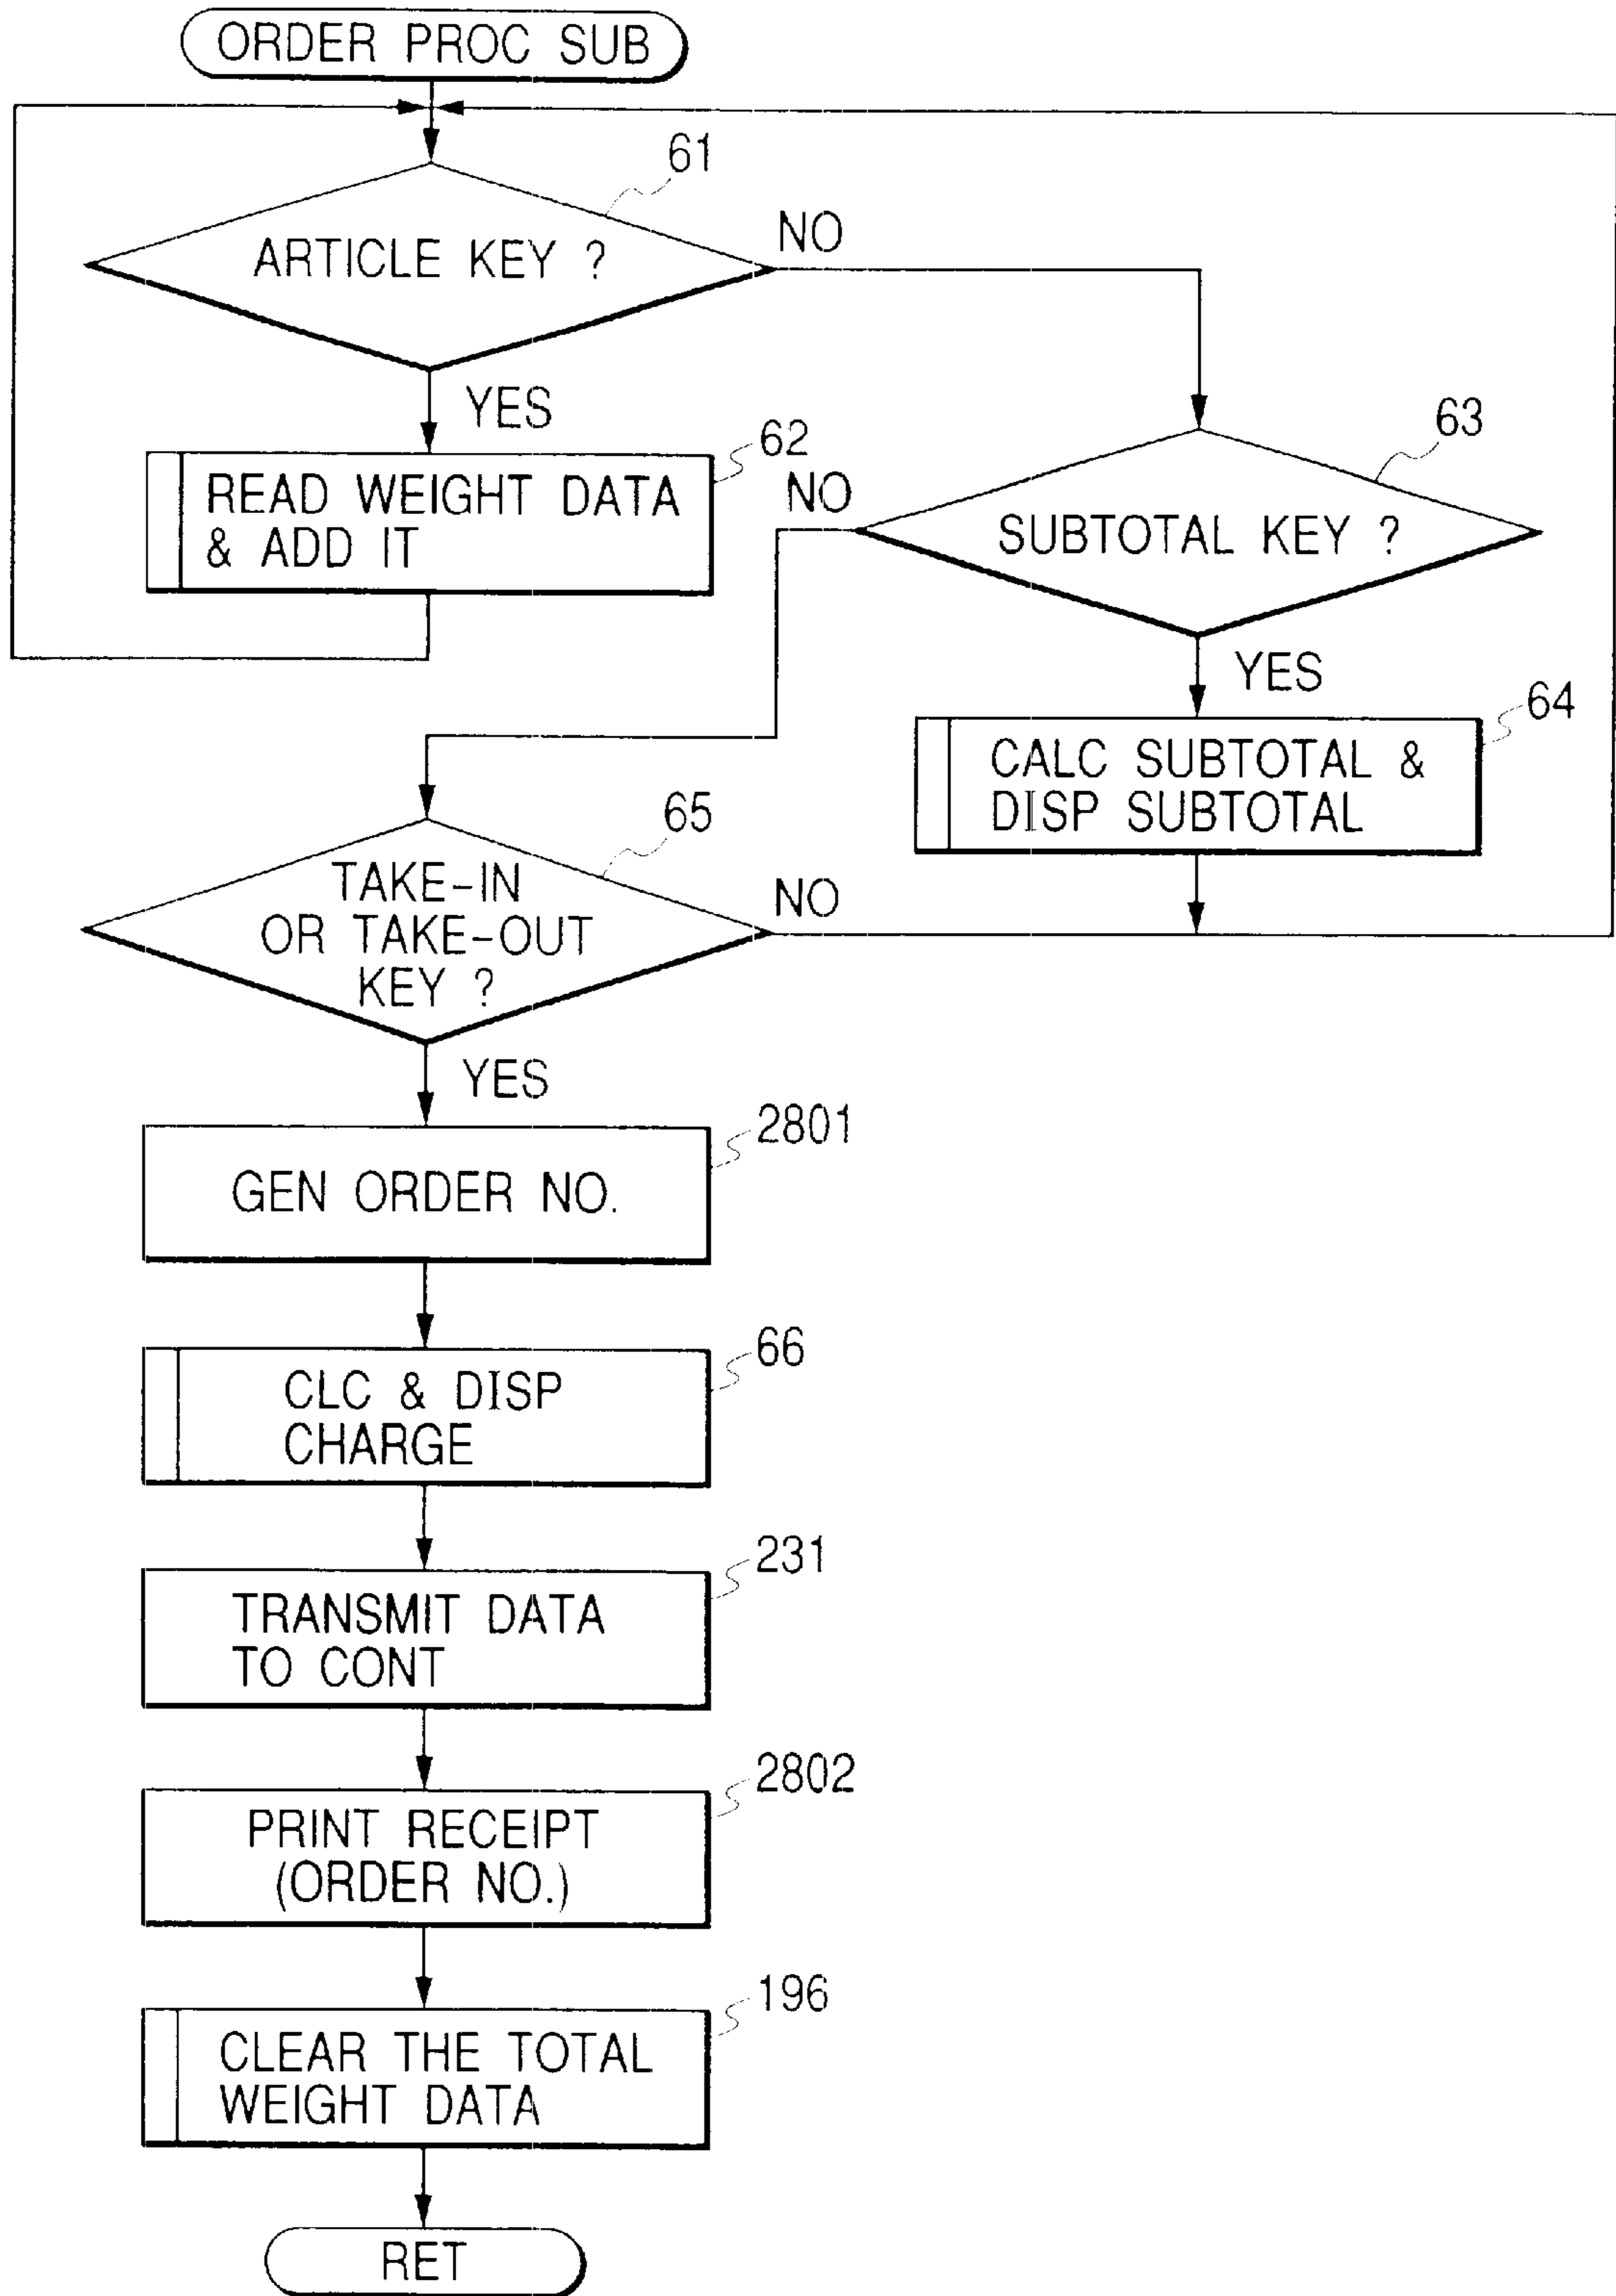 ORDER PROC SUB
61
ARTICLE KEY ?
NO
YES
62
READ WEIGHT DATA
& ADD IT
63
NO
SUBTOTAL KEY ?
YES
64
CALC SUBTOTAL &
DISP SUBTOTAL
65
TAKE-IN
OR TAKE-OUT
KEY ?
NO
YES
2801
GEN ORDER NO.
66
CLC & DISP
CHARGE
231
TRANSMIT DATA
TO CONT
2802
PRINT RECEIPT
(ORDER NO.)
196
CLEAR THE TOTAL
WEIGHT DATA
RET